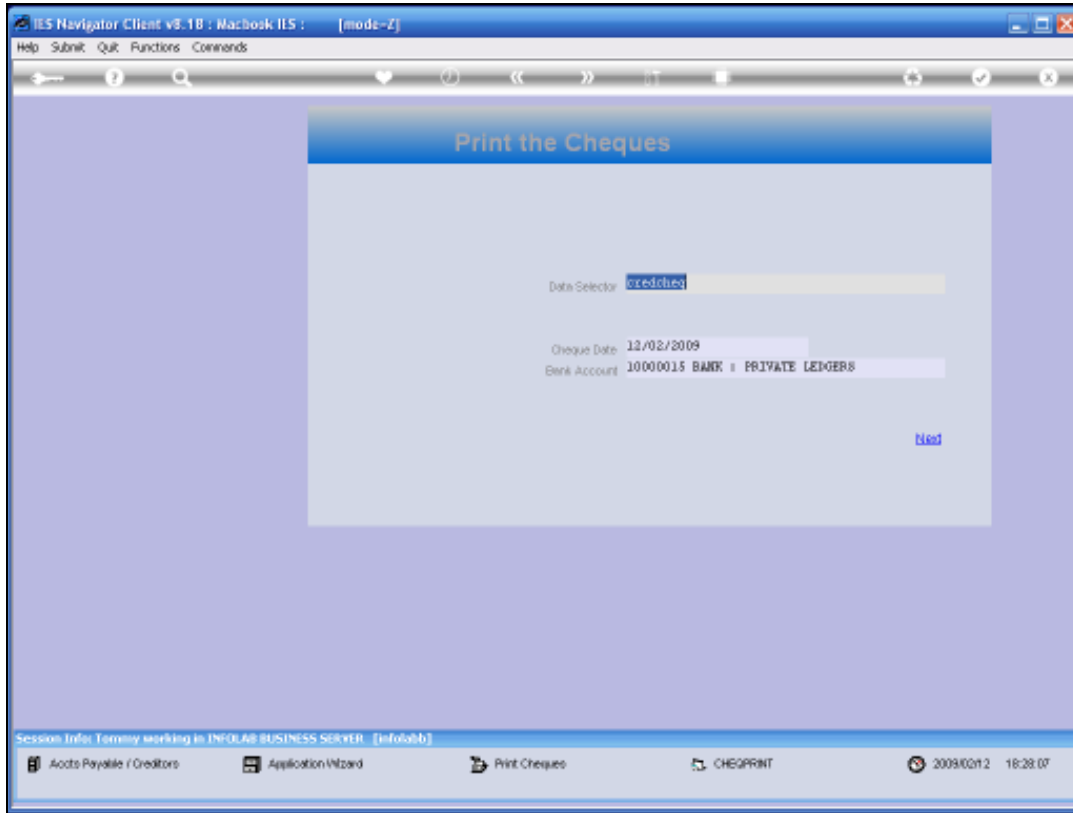 IES Navigator Client v8.18 : Macbook IES : [mode-Z]
Help Submit Quit Functions Commands
Print the Cheques
Data Selector credcheq
Cheque Date 12/02/2009
Bank Account 10000015 BANK : PRIVATE LEDGERS
Next
Session Info: Tommy working in INFOLAB BUSINESS SERVER [infolabb]
Accts Payable / Creditors Application Wizard Print Cheques CHEQPRINT 2009/02/12 18:28:07